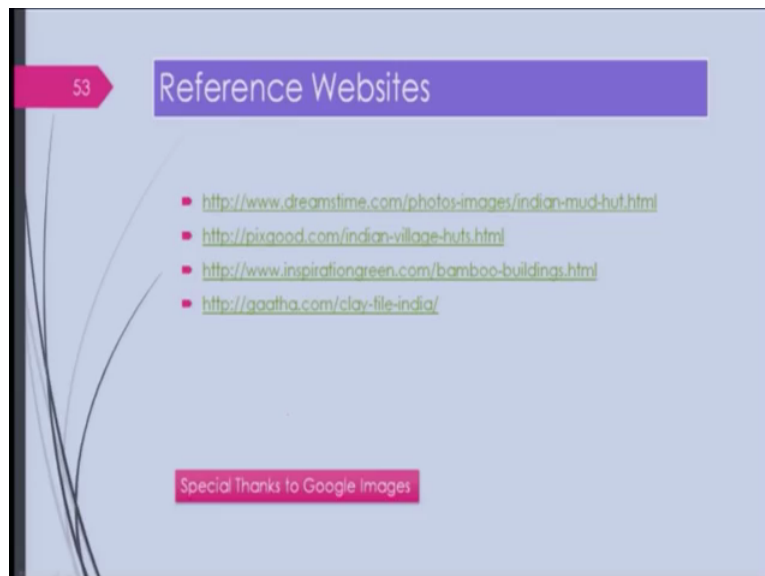 53
Reference Websites
http://www.dreamstime.com/photos-images/indian-mud-hut.html
http://pixgood.com/indian-village-huts.html
http://www.inspirationgreen.com/bamboo-buildings.html
http://gaatha.com/clay-tile-india/
Special Thanks to Google Images